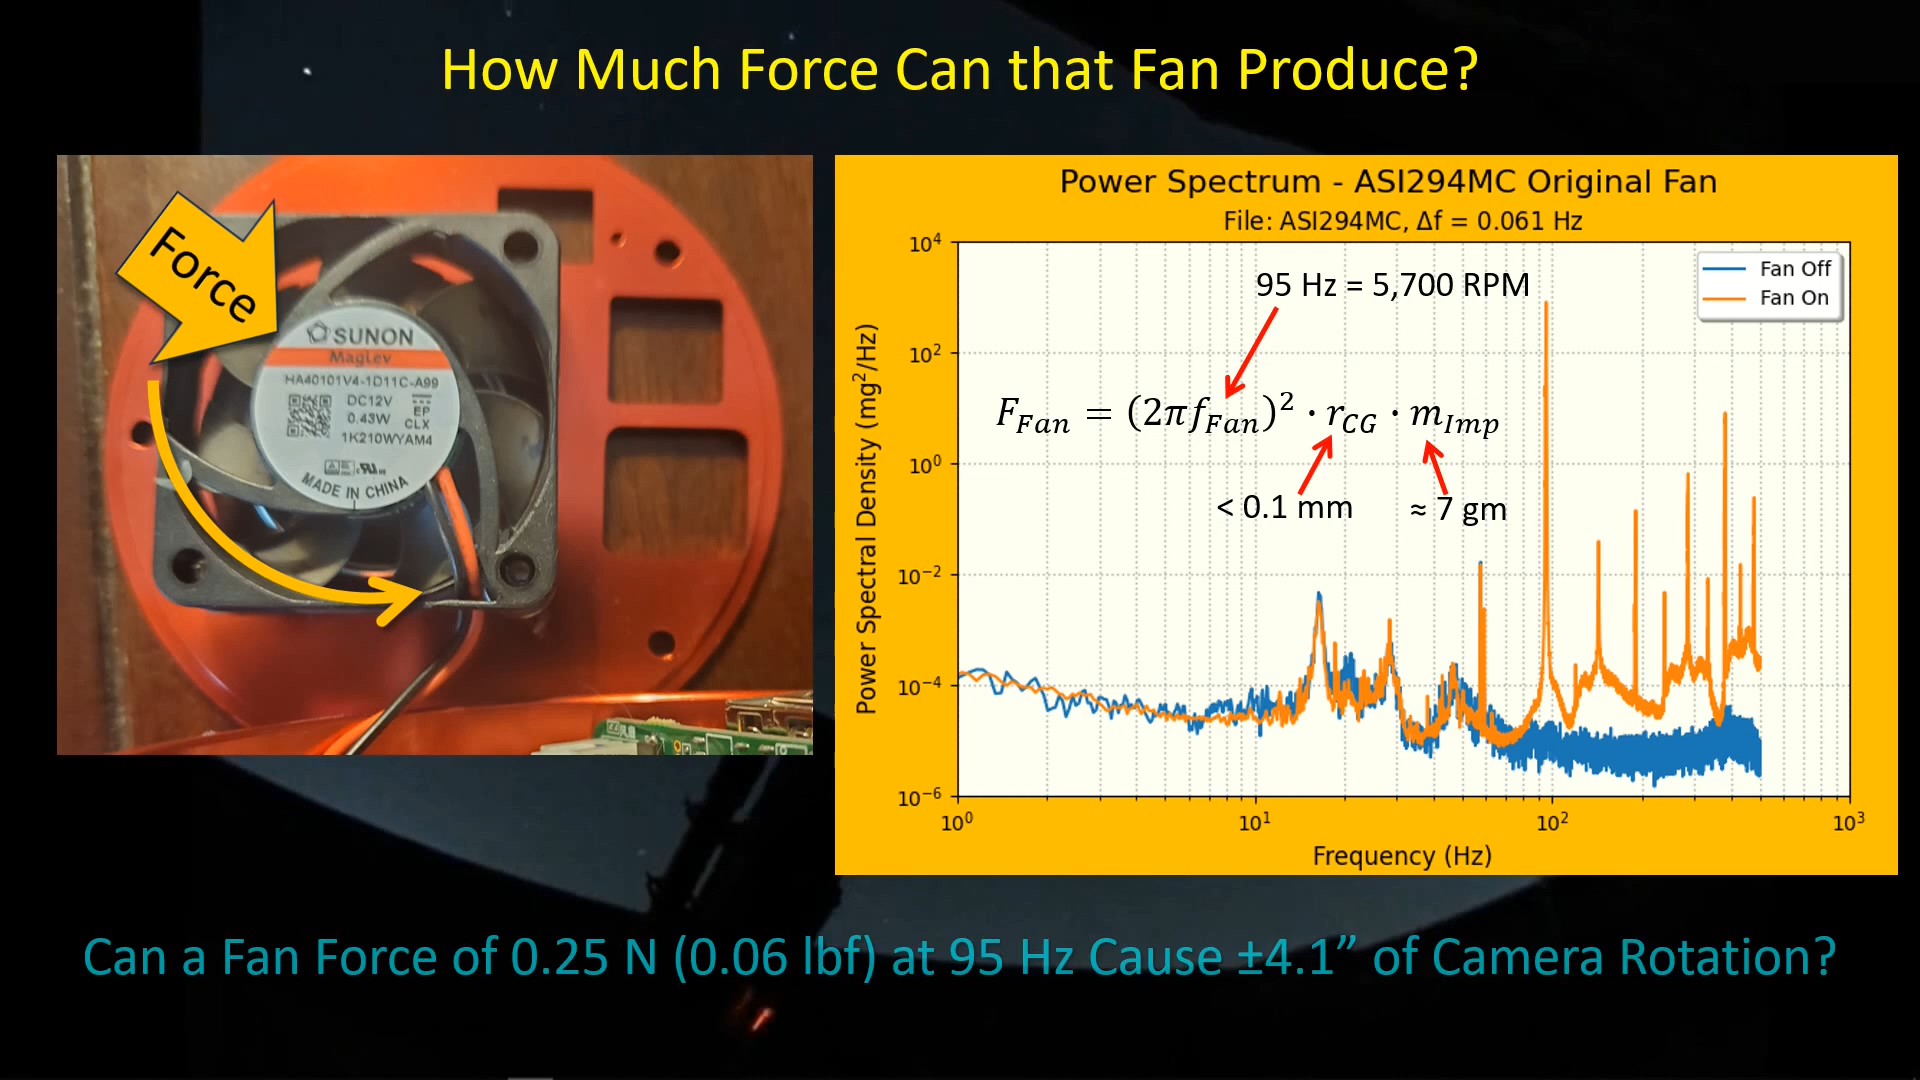 How Much Force Can that Fan Produce?
Force
SUNON
MagLev
HA40101V4-1D11C-A99
DC12V
0.43W
EP
CLX
1K210WYAM4
MADE IN CHINA
Power Spectrum - ASI294MC Original Fan
File: ASI294MC, Δf = 0.061 Hz
Power Spectral Density (mg²/Hz)
10⁴
10²
10⁰
10⁻²
10⁻⁴
10⁻⁶
Fan Off
Fan On
95 Hz = 5,700 RPM
F_Fan = (2πf_Fan)² · r_CG · m_Imp
< 0.1 mm
≈ 7 gm
10⁰
10¹
10²
10³
Frequency (Hz)
Can a Fan Force of 0.25 N (0.06 lbf) at 95 Hz Cause ±4.1” of Camera Rotation?